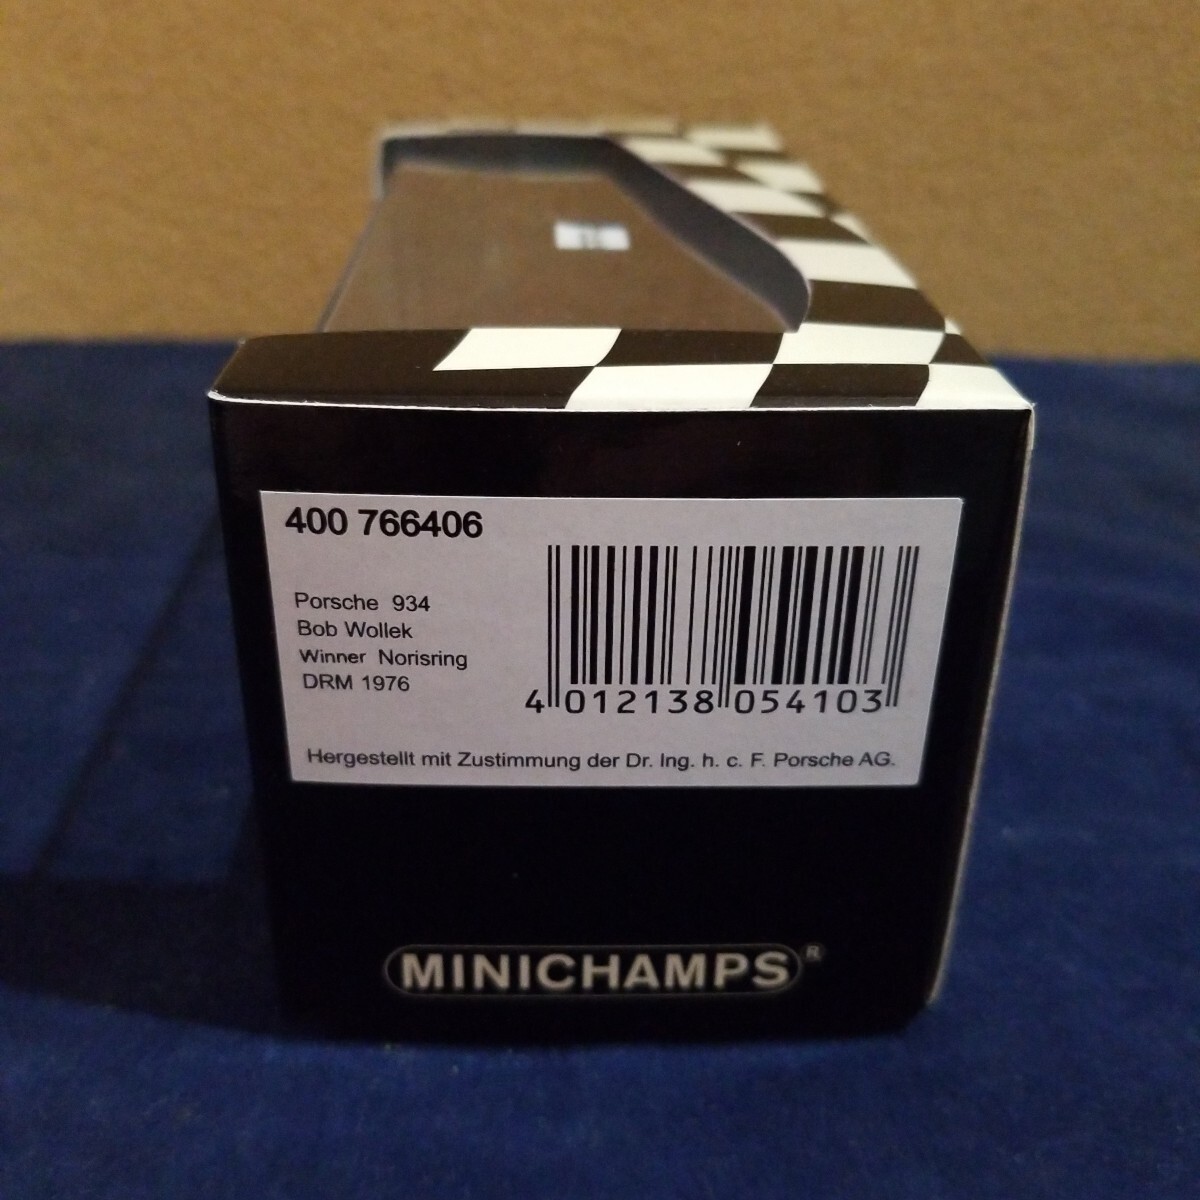 400 766406
Porsche 934
Bob Wollek
Winner Norisring
DRM 1976
4 012138 054103
Hergestellt mit Zustimmung der Dr. Ing. h. c. F. Porsche AG.
MINICHAMPS®